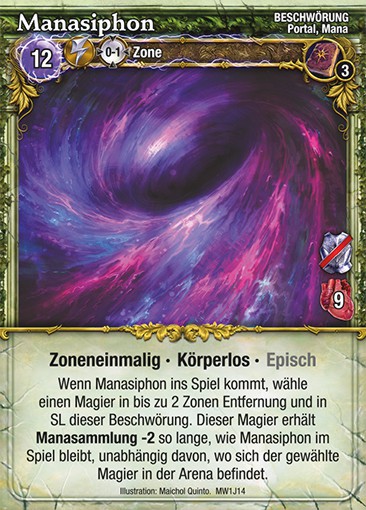 Manasiphon
BESCHWÖRUNG
Portal, Mana
12
0-1
Zone
3
9
Zoneneinmalig · Körperlos · Episch
Wenn Manasiphon ins Spiel kommt, wähle
einen Magier in bis zu 2 Zonen Entfernung und in
SL dieser Beschwörung. Dieser Magier erhält
Manasammlung -2 so lange, wie Manasiphon im
Spiel bleibt, unabhängig davon, wo sich der gewählte
Magier in der Arena befindet.
Illustration: Maichol Quinto. MW1J14